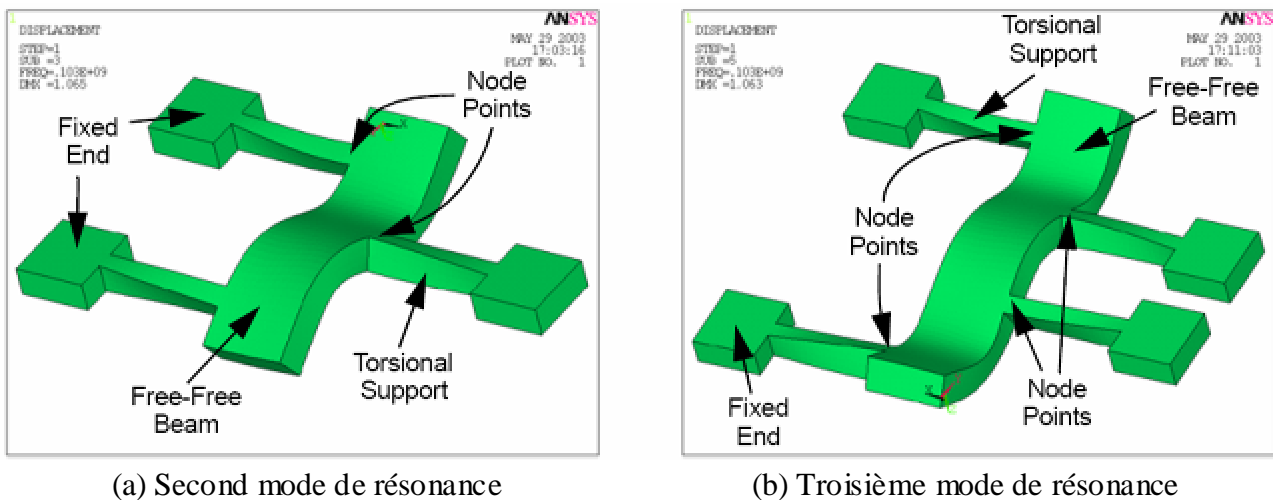 1
ANSYS
DISPLACEMENT
STEP=1
SUB =3
FREQ=.103E+09
DMX =1.065
MAY 29 2003
17:03:16
PLOT NO. 1
Node
Points
Fixed
End
Free-Free
Beam
Torsional
Support
(a) Second mode de résonance
1
ANSYS
DISPLACEMENT
STEP=1
SUB =5
FREQ=.103E+09
DMX =1.063
MAY 29 2003
17:11:03
PLOT NO. 1
Torsional
Support
Free-Free
Beam
Node
Points
Fixed
End
Node
Points
(b) Troisième mode de résonance